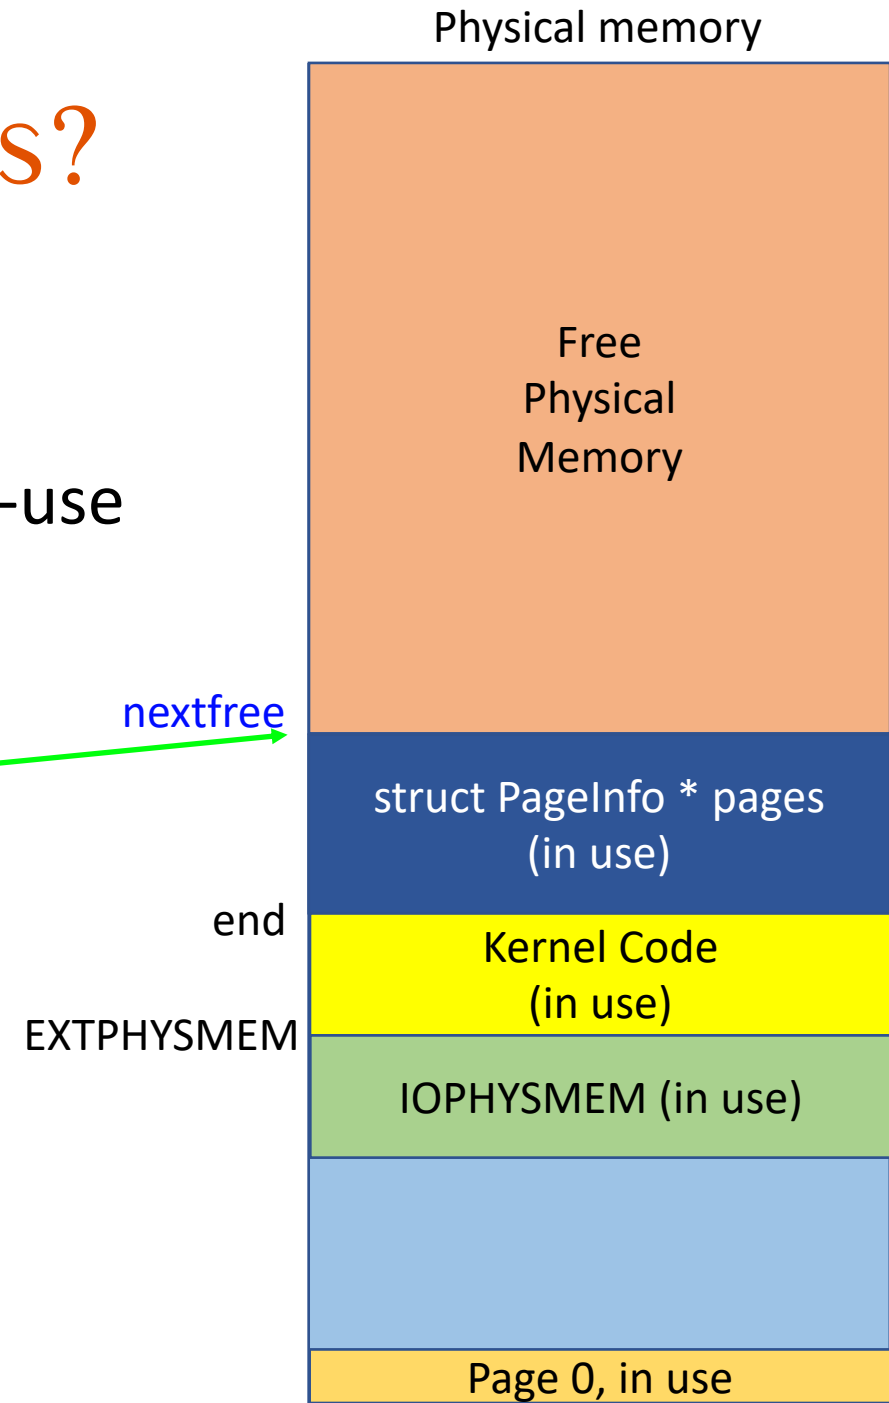 Physical memory
s?
Free
Physical
Memory
-use
nextfree
struct PageInfo * pages
(in use)
end
Kernel Code
(in use)
EXTPHYSMEM
IOPHYSMEM (in use)
Page 0, in use